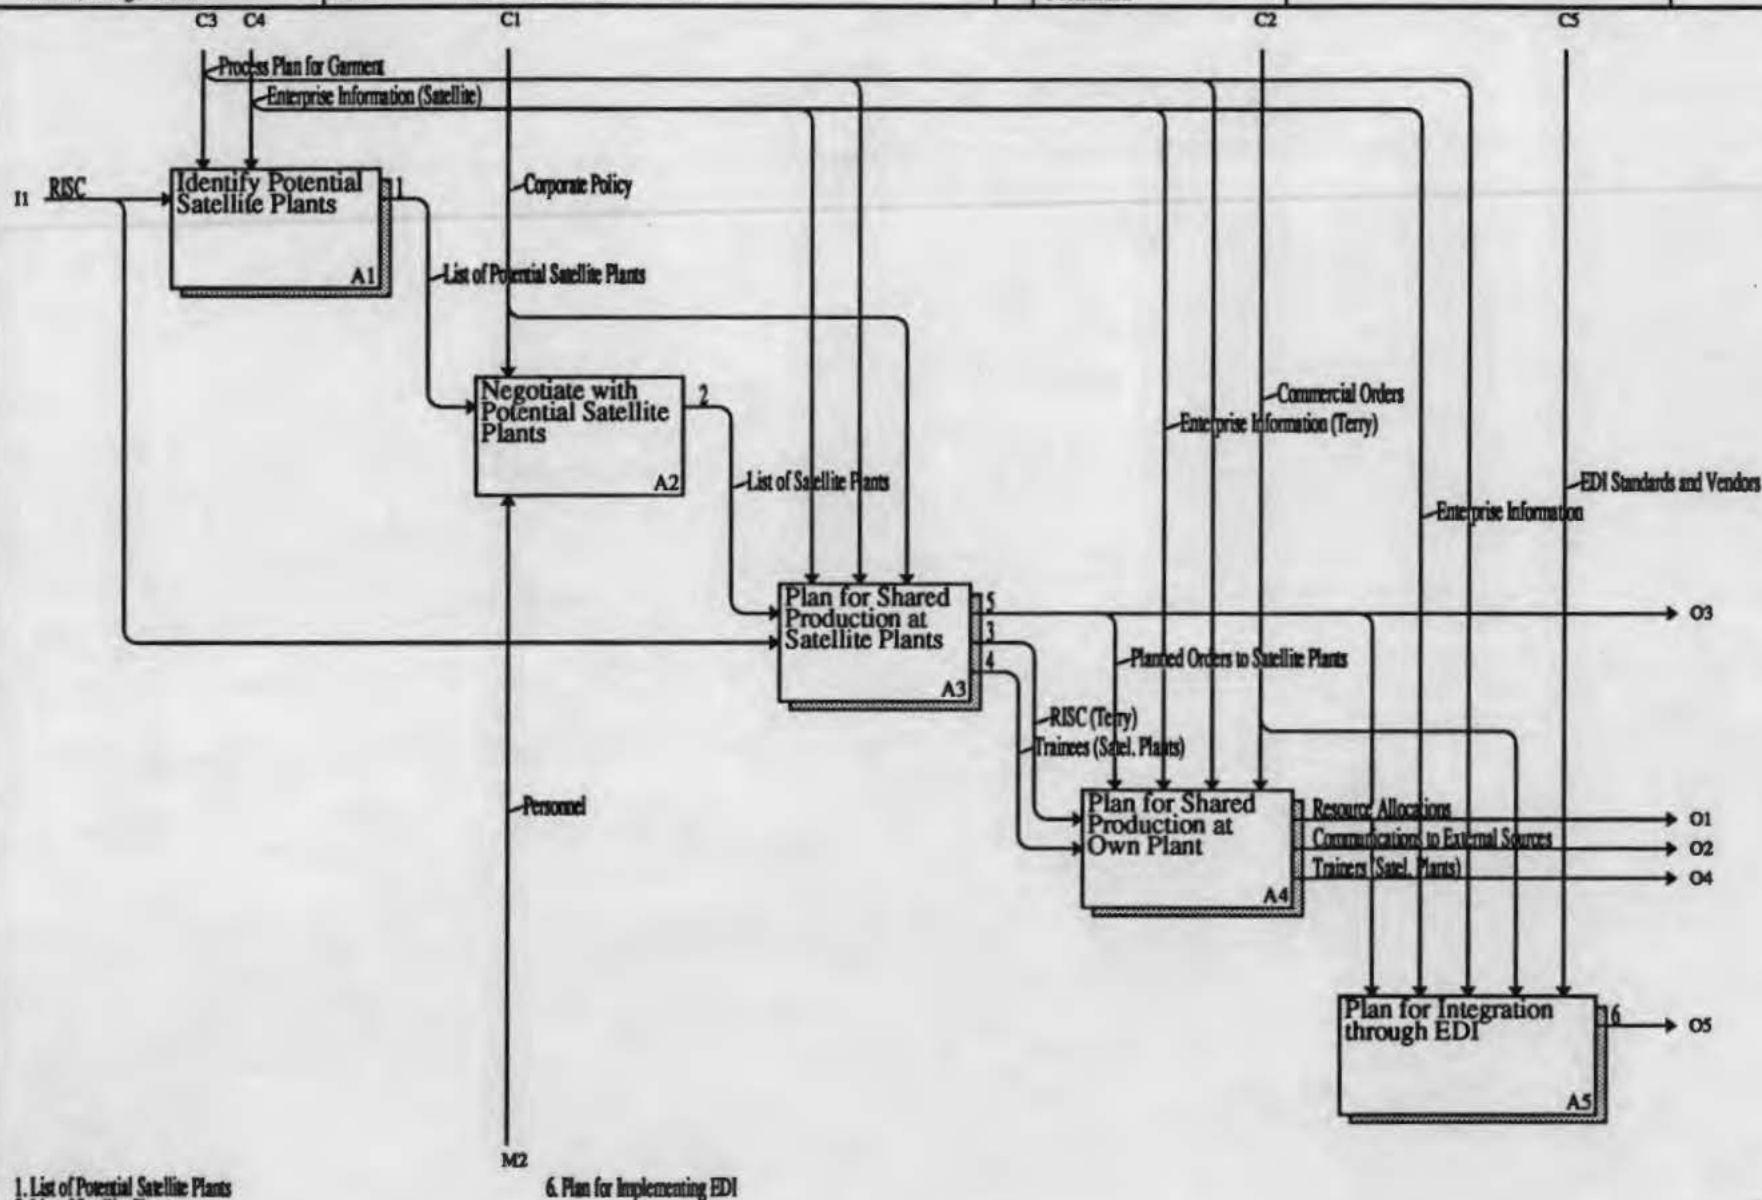 C3 C4 C1 C2 C5
Process Plan for Garment
Enterprise Information (Satellite)
I1 RISC
Identify Potential
Satellite Plants
A1
1
Corporate Policy
List of Potential Satellite Plants
Negotiate with
Potential Satellite
Plants
A2
2
Commercial Orders
Enterprise Information (Terry)
List of Satellite Plants
EDI Standards and Vendors
Enterprise Information
Plan for Shared
Production at
Satellite Plants
A3
5
3
4
O3
Planned Orders to Satellite Plants
RISC (Terry)
Trainees (Satel. Plants)
Personnel
Plan for Shared
Production at
Own Plant
A4
Resource Allocations
O1
Communications to External Sources
O2
Trainers (Satel. Plants)
O4
Plan for Integration
through EDI
A5
6
O5
M2
1. List of Potential Satellite Plants
6. Plan for Implementing EDI